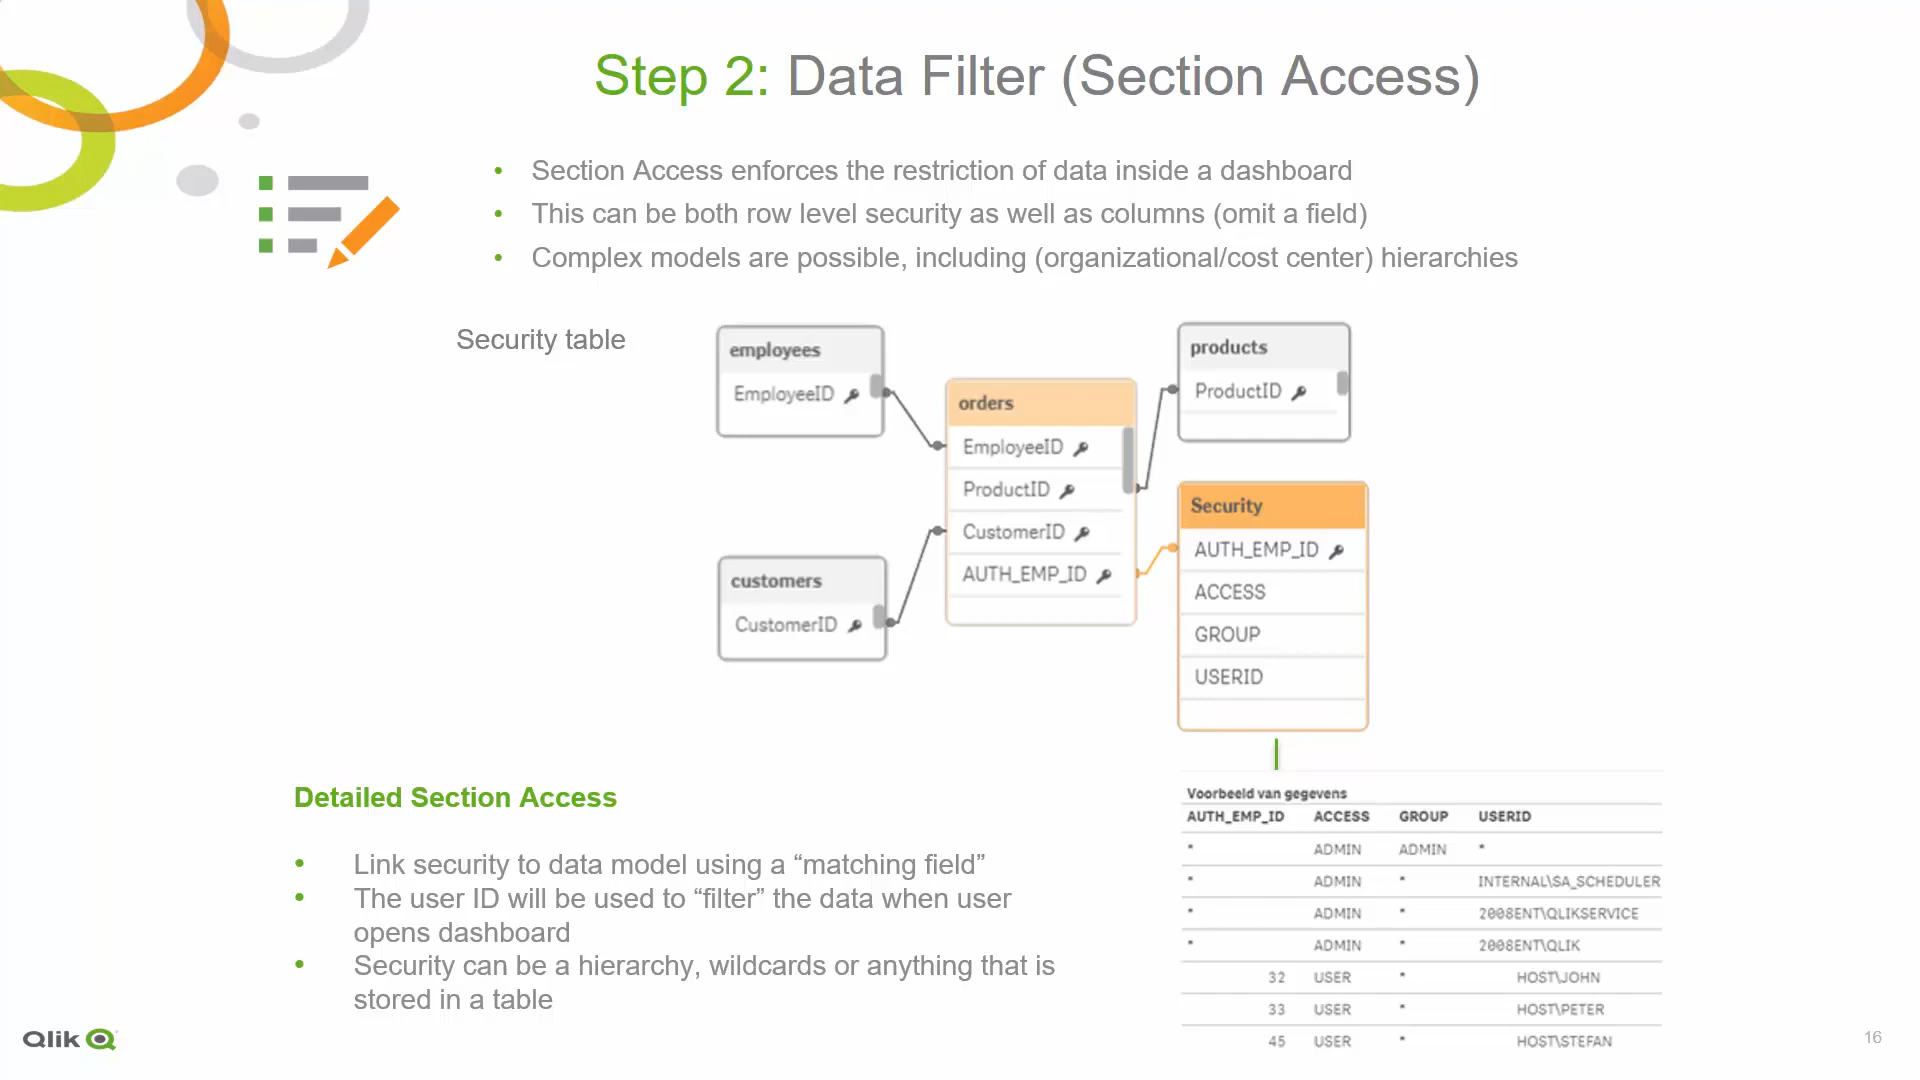 Step 2: Data Filter (Section Access)
• Section Access enforces the restriction of data inside a dashboard
• This can be both row level security as well as columns (omit a field)
• Complex models are possible, including (organizational/cost center) hierarchies
Security table
employees
EmployeeID
orders
EmployeeID
ProductID
CustomerID
AUTH_EMP_ID
products
ProductID
customers
CustomerID
Security
AUTH_EMP_ID
ACCESS
GROUP
USERID
Detailed Section Access
• Link security to data model using a “matching field”
• The user ID will be used to “filter” the data when user
opens dashboard
• Security can be a hierarchy, wildcards or anything that is
stored in a table
Voorbeeld van gegevens
AUTH_EMP_ID ACCESS GROUP USERID
* ADMIN ADMIN *
* ADMIN * INTERNAL\SA_SCHEDULER
* ADMIN * 2008ENT\QLIKSERVICE
* ADMIN * 2008ENT\QLIK
32 USER * HOST\JOHN
33 USER * HOST\PETER
45 USER * HOST\STEFAN
Qlik
16